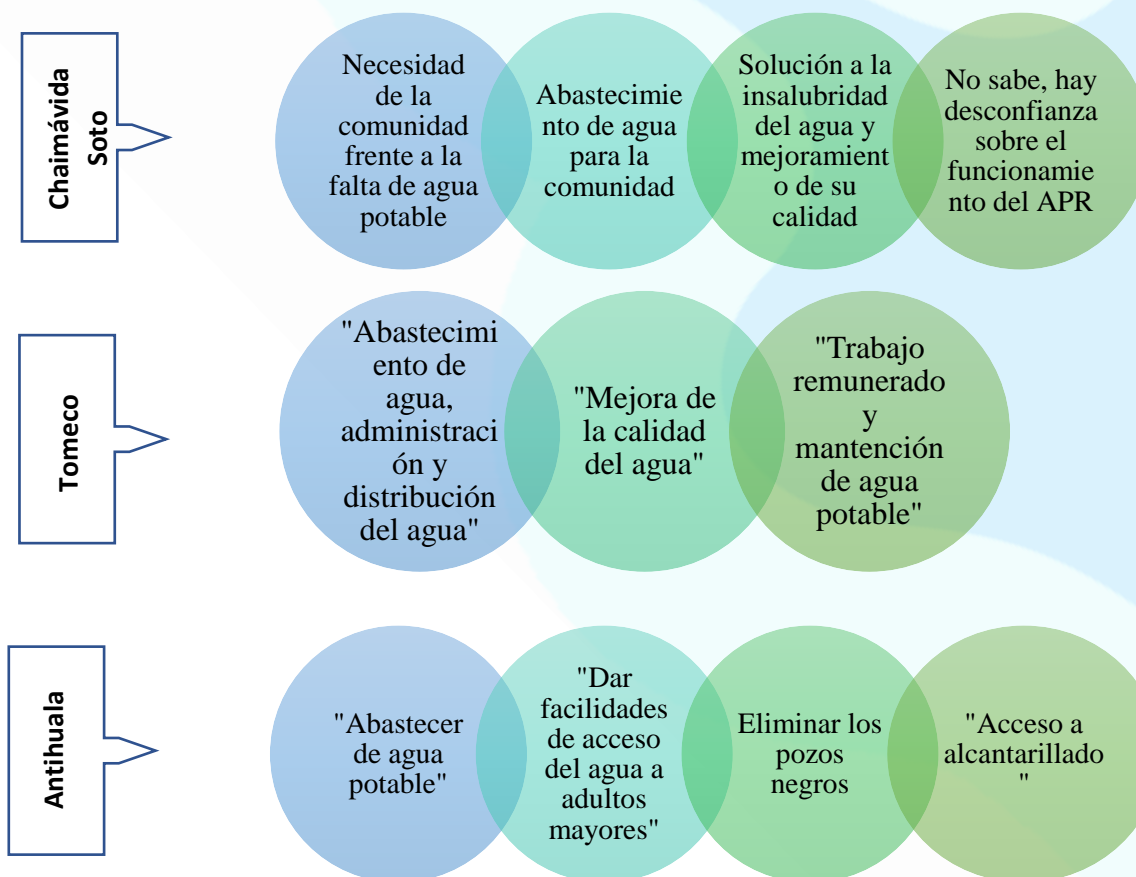 Chaimávida
Soto
Necesidad
de la
comunidad
frente a la
falta de agua
potable
Abastecimie
nto de agua
para la
comunidad
Solución a la
insalubridad
del agua y
mejoramient
o de su
calidad
No sabe, hay
desconfianza
sobre el
funcionamie
nto del APR
Tomeco
"Abastecimi
ento de
agua,
administraci
ón y
distribución
del agua"
"Mejora de
la calidad
del agua"
"Trabajo
remunerado
y
mantención
de agua
potable"
Antihuala
"Abastecer
de agua
potable"
"Dar
facilidades
de acceso
del agua a
adultos
mayores"
Eliminar los
pozos
negros
"Acceso a
alcantarillado
"